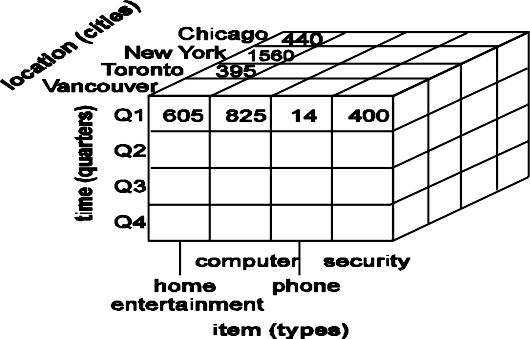 location (cities)
Chicago 440
New York 1560
Toronto 395
Vancouver
time (quarters)
Q1 605 825 14 400
Q2
Q3
Q4
computer security
home phone
entertainment
item (types)